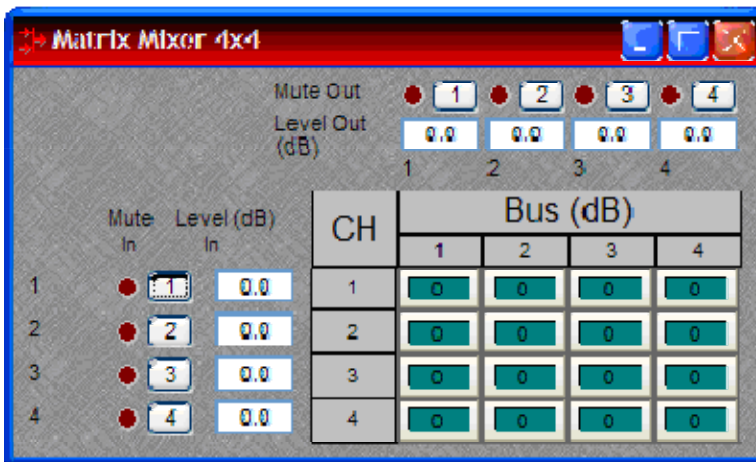 Matrix Mixer 4x4
Mute Out 1 2 3 4
Level Out (dB) 0.0 0.0 0.0 0.0
1 2 3 4
Mute In Level (dB) In CH Bus (dB)
1 2 3 4
1 1 0.0 1 0 0 0 0
2 2 0.0 2 0 0 0 0
3 3 0.0 3 0 0 0 0
4 4 0.0 4 0 0 0 0